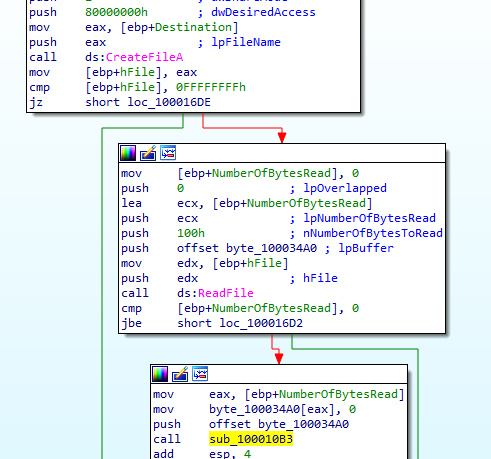 push 80000000h ; dwDesiredAccess
mov eax, [ebp+Destination]
push eax ; lpFileName
call ds:CreateFileA
mov [ebp+hFile], eax
cmp [ebp+hFile], 0FFFFFFFFh
jz short loc_100016DE
mov [ebp+NumberOfBytesRead], 0
push 0 ; lpOverlapped
lea ecx, [ebp+NumberOfBytesRead]
push ecx ; lpNumberOfBytesRead
push 100h ; nNumberOfBytesToRead
push offset byte_100034A0 ; lpBuffer
mov edx, [ebp+hFile]
push edx ; hFile
call ds:ReadFile
cmp [ebp+NumberOfBytesRead], 0
jbe short loc_100016D2
mov eax, [ebp+NumberOfBytesRead]
mov byte_100034A0[eax], 0
push offset byte_100034A0
call sub_100010B3
add esp, 4